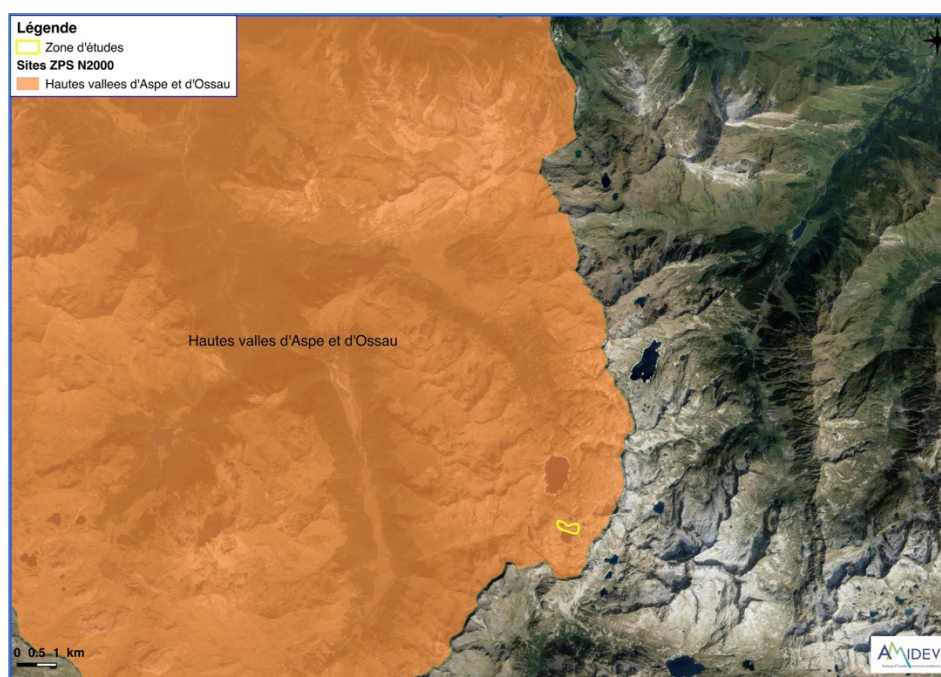 Légende
Zone d'études
Sites ZPS N2000
Hautes vallees d'Aspe et d'Ossau
Hautes valles d'Aspe et d'Ossau
0 0.5 1 km
AMIDEV